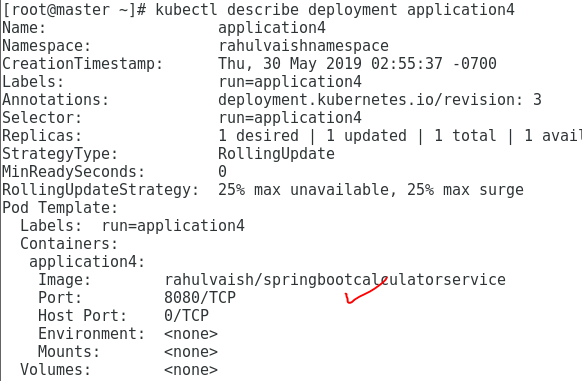 [root@master ~]# kubectl describe deployment application4
Name: application4
Namespace: rahulvaishnamespace
CreationTimestamp: Thu, 30 May 2019 02:55:37 -0700
Labels: run=application4
Annotations: deployment.kubernetes.io/revision: 3
Selector: run=application4
Replicas: 1 desired | 1 updated | 1 total | 1 avai
StrategyType: RollingUpdate
MinReadySeconds: 0
RollingUpdateStrategy: 25% max unavailable, 25% max surge
Pod Template:
Labels: run=application4
Containers:
application4:
Image: rahulvaish/springbootcalculatorservice
Port: 8080/TCP
Host Port: 0/TCP
Environment: <none>
Mounts: <none>
Volumes: <none>